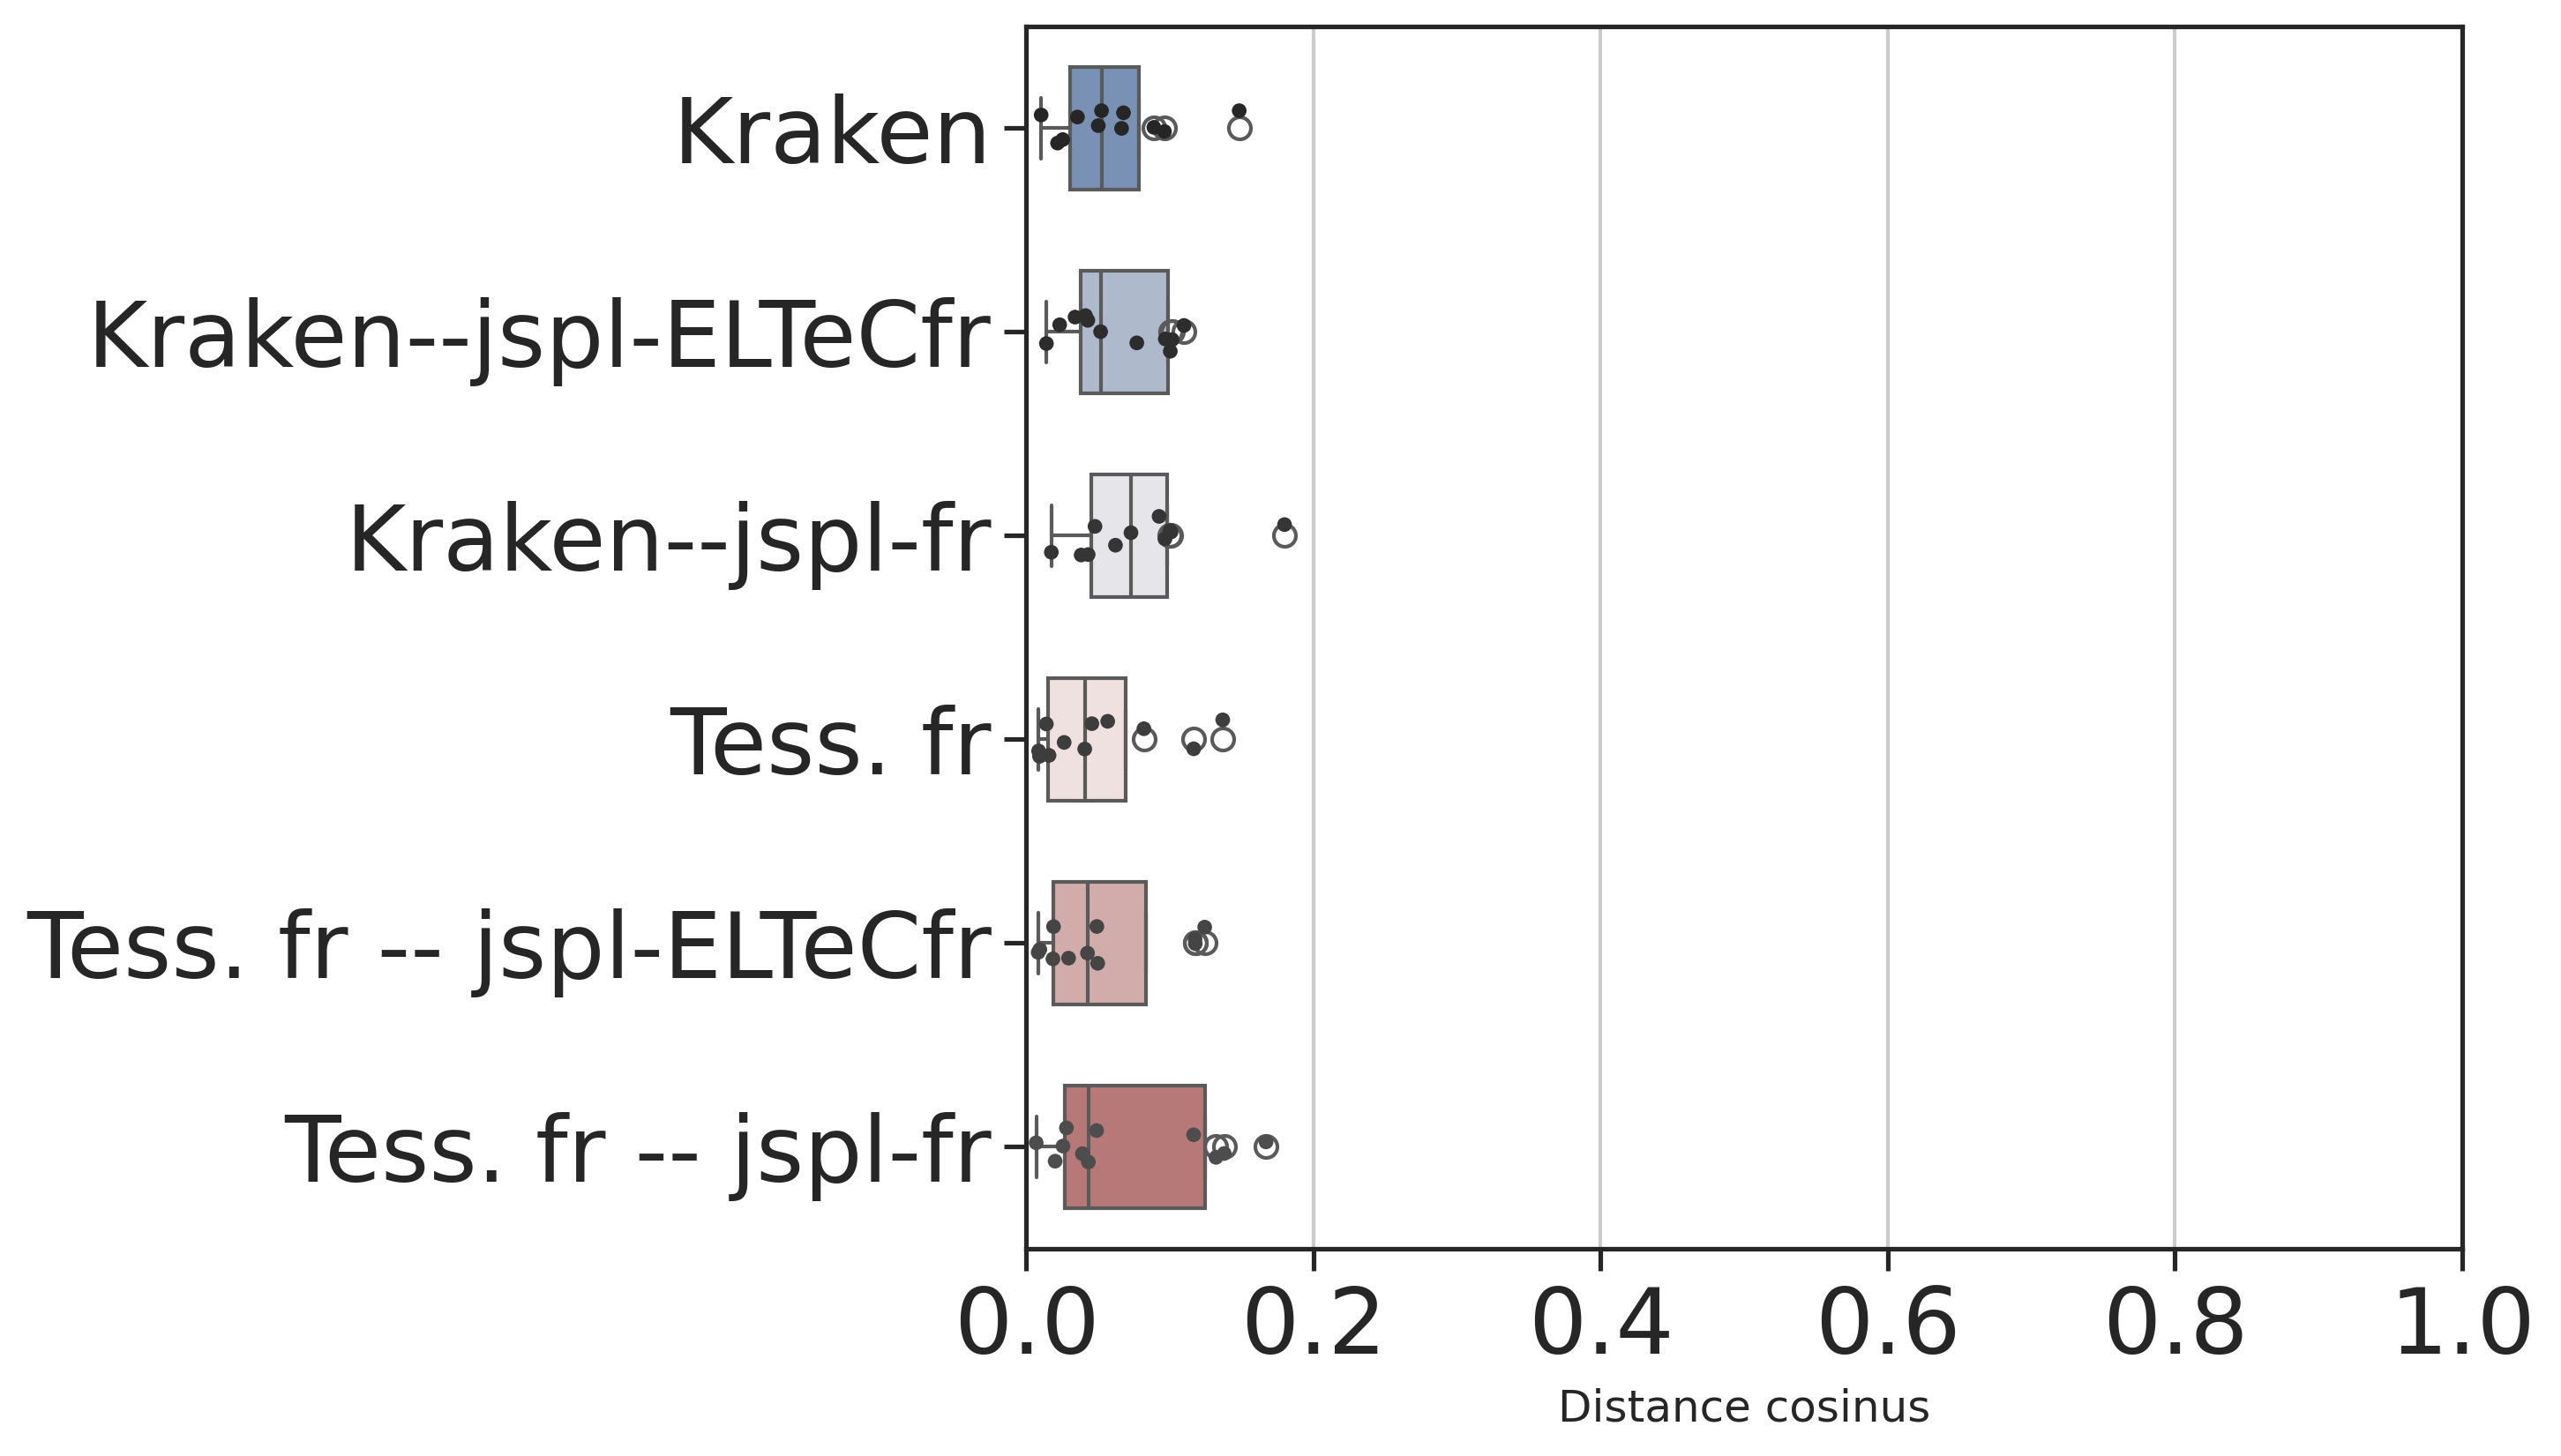 Kraken
Kraken--jspl-ELTeCfr
Kraken--jspl-fr
Tess. fr
Tess. fr -- jspl-ELTeCfr
Tess. fr -- jspl-fr
0.0 0.2 0.4 0.6 0.8 1.0
Distance cosinus